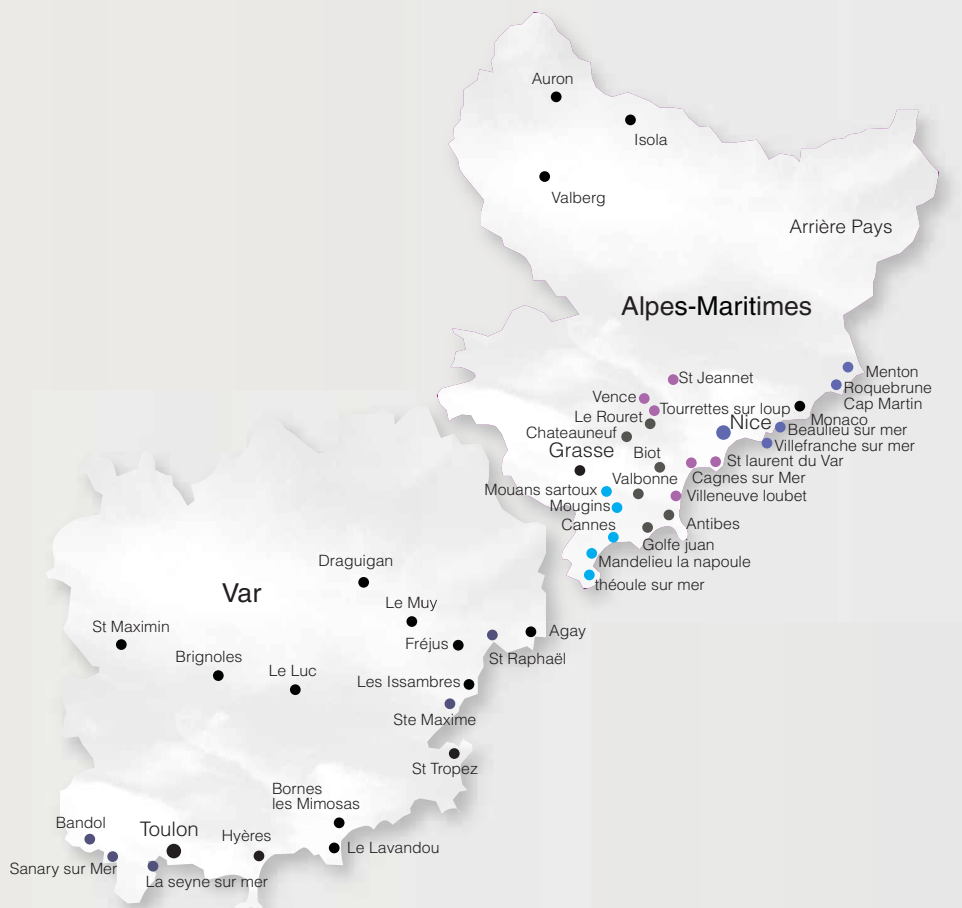 Auron
Isola
Valberg
Arrière Pays
Alpes-Maritimes
Menton
St Jeannet
Roquebrune
Cap Martin
Vence
Tourrettes sur loup
Monaco
Le Rouret
Nice
Beaulieu sur mer
Chateauneuf
Villefranche sur mer
Grasse
Biot
St laurent du Var
Valbonne
Cagnes sur Mer
Mouans sartoux
Villeneuve loubet
Mougins
Cannes
Antibes
Golfe juan
Mandelieu la napoule
théoule sur mer
Draguigan
Var
Le Muy
St Maximin
Agay
Fréjus
St Raphaël
Brignoles
Le Luc
Les Issambres
Ste Maxime
St Tropez
Bornes
les Mimosas
Bandol
Toulon
Hyères
Le Lavandou
Sanary sur Mer
La seyne sur mer